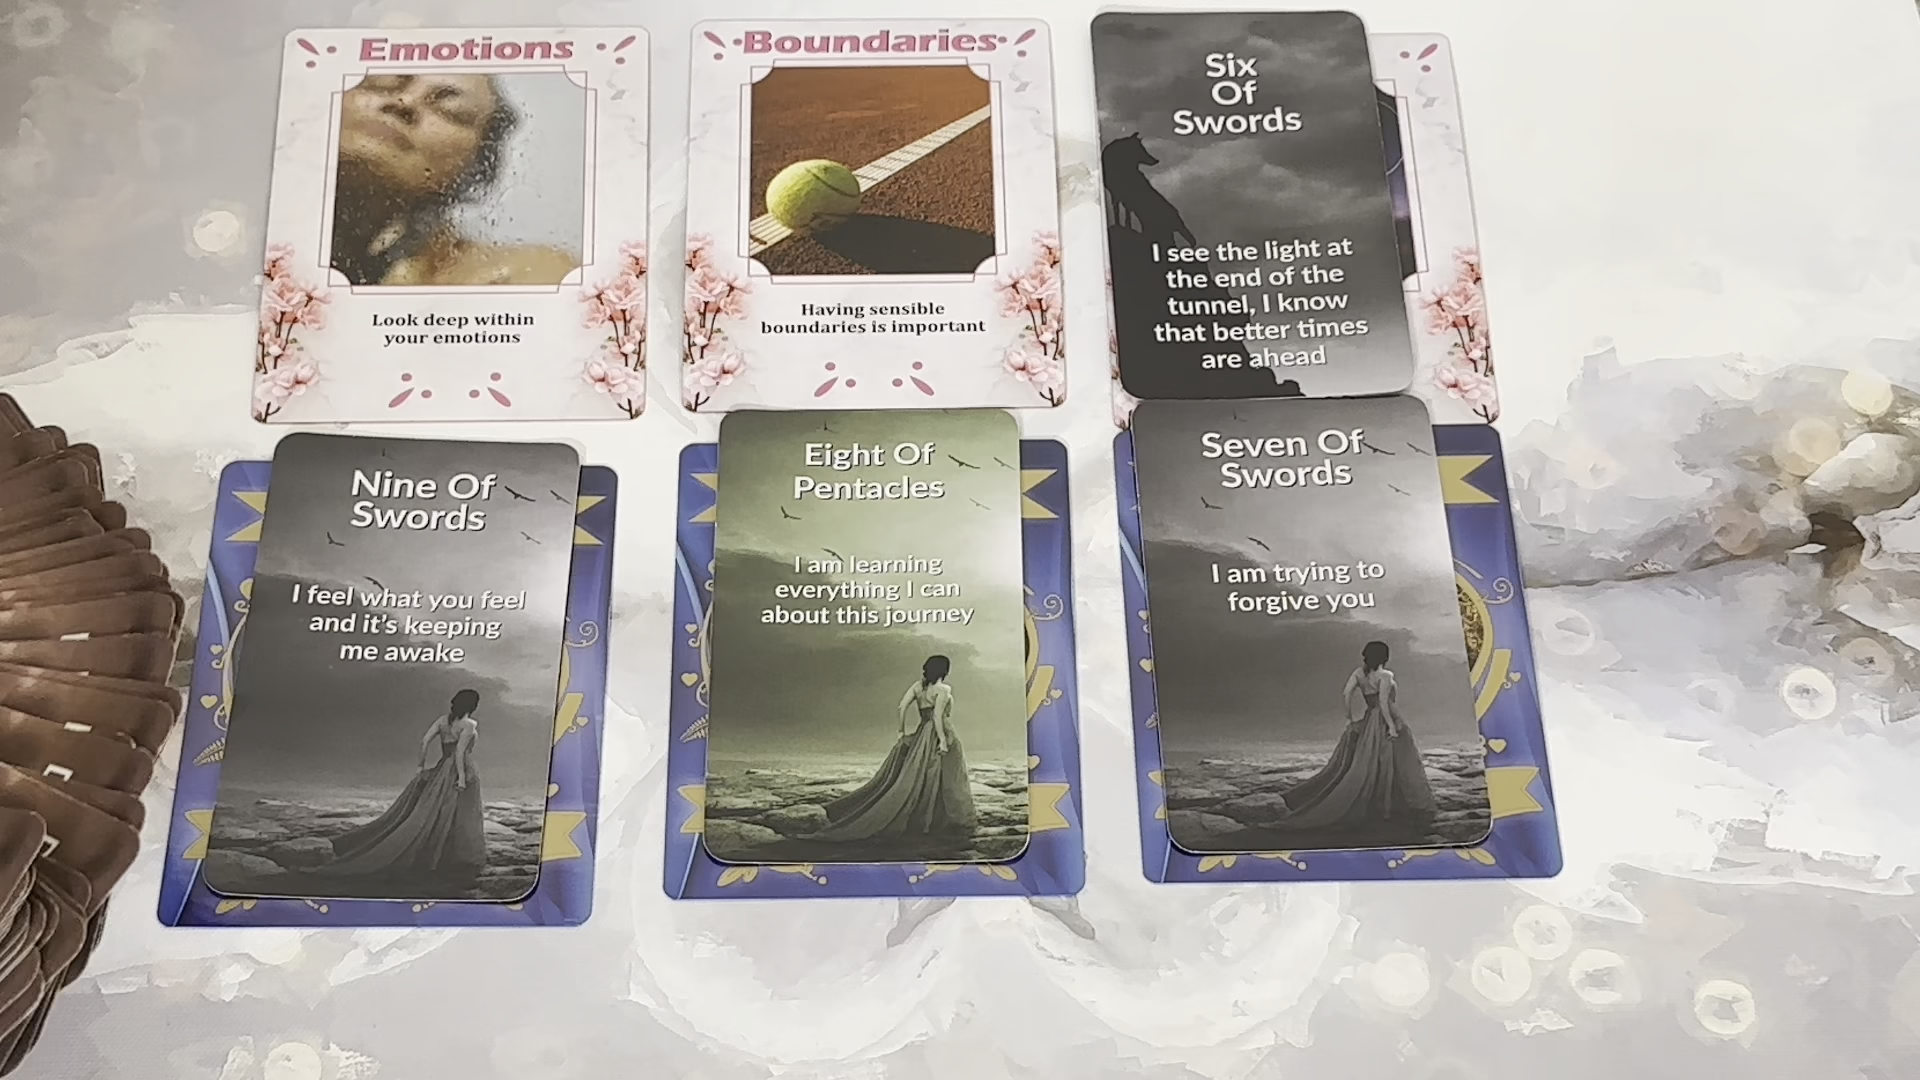 Emotions
Look deep within
your emotions
Boundaries
Having sensible
boundaries is important
Six
Of
Swords
I see the light at
the end of the
tunnel, I know
that better times
are ahead
Nine Of
Swords
I feel what you feel
and it's keeping
me awake
Eight Of
Pentacles
I am learning
everything I can
about this journey
Seven Of
Swords
I am trying to
forgive you